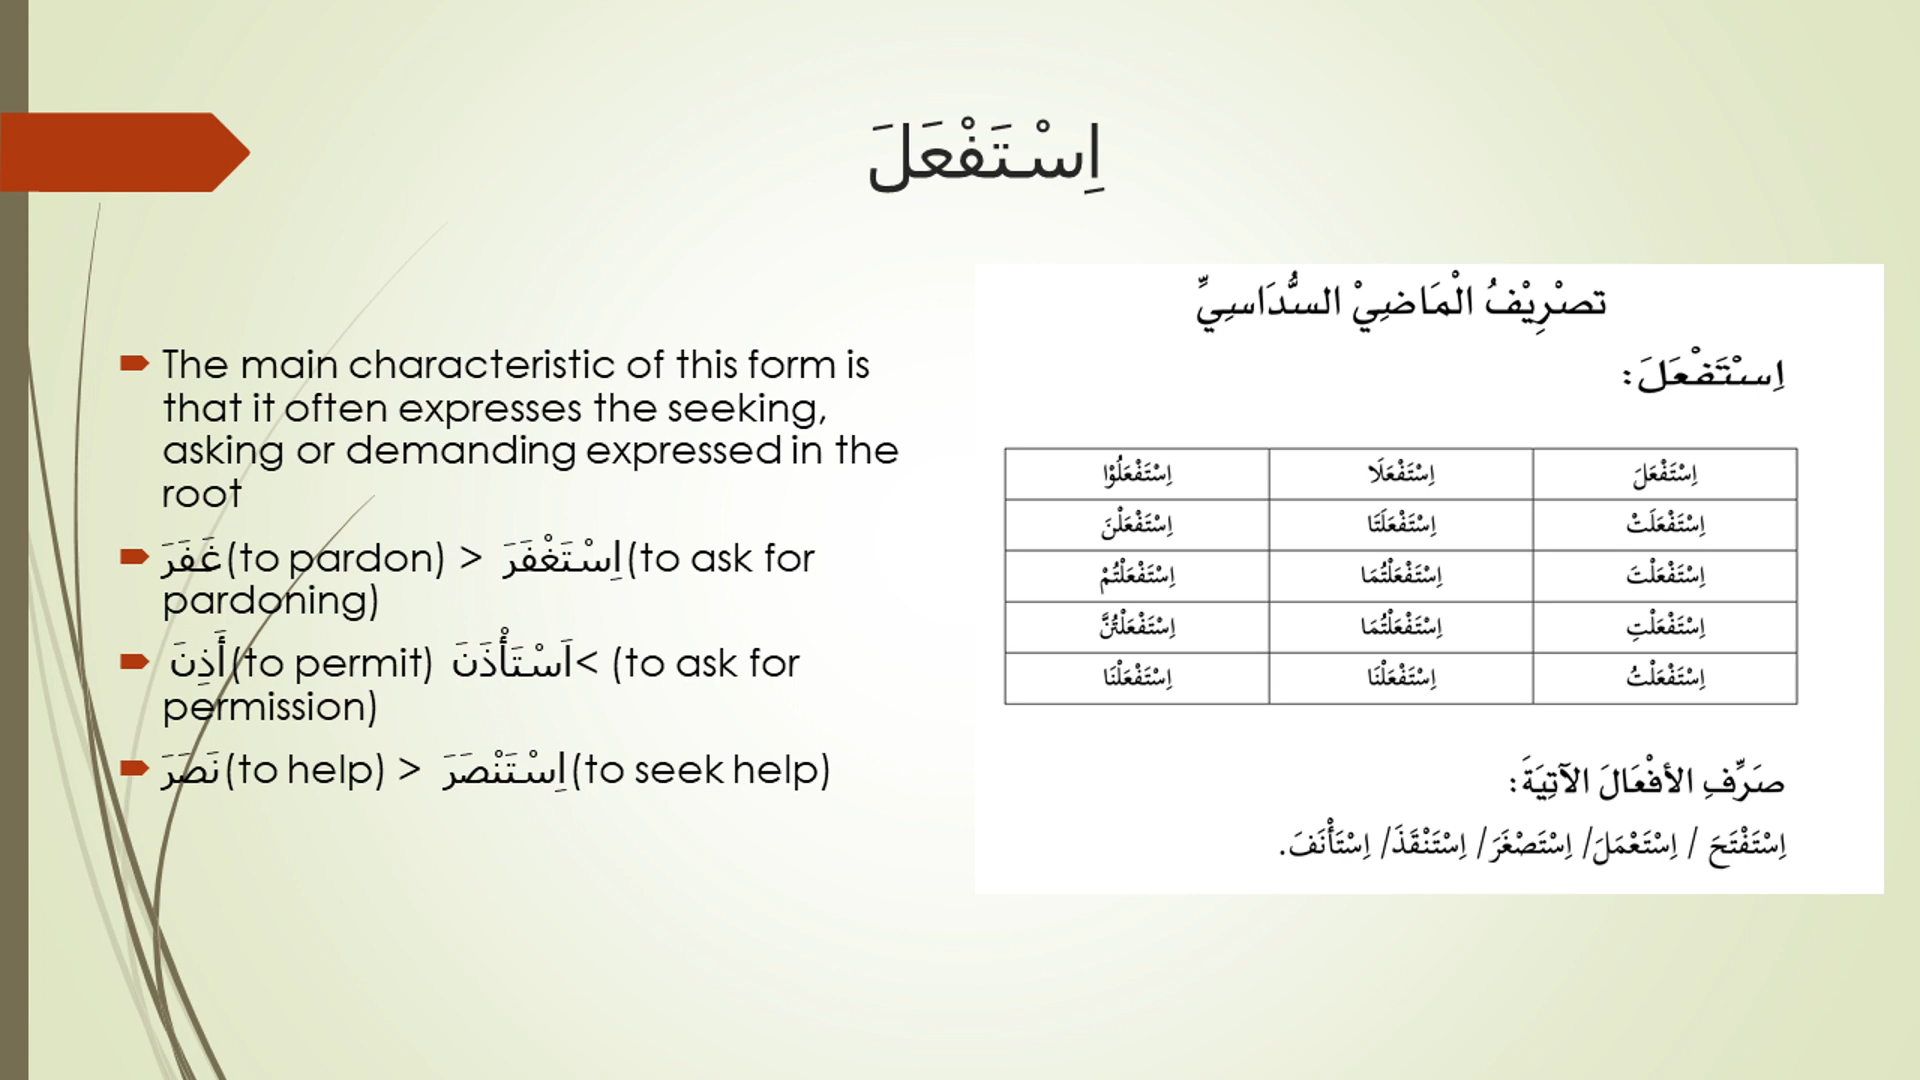 اِسْتَفْعَلَ
The main characteristic of this form is
that it often expresses the seeking,
asking or demanding expressed in the
root
غَفَرَ (to pardon) > اِسْتَغْفَرَ (to ask for
pardoning)
أَذِنَ (to permit) اَسْتَأْذَنَ< (to ask for
permission)
نَصَرَ (to help) > اِسْتَنْصَرَ (to seek help)
تصْرِيْفُ الْمَاضِيْ السُّدَاسِيِّ
اِسْتَفْعَلَ:
اِسْتَفْعَلَ اِسْتَفْعَلَا اِسْتَفْعَلُوْا
اِسْتَفْعَلَتْ اِسْتَفْعَلَتَا اِسْتَفْعَلْنَ
اِسْتَفْعَلْتَ اِسْتَفْعَلْتُمَا اِسْتَفْعَلْتُمْ
اِسْتَفْعَلْتِ اِسْتَفْعَلْتُمَا اِسْتَفْعَلْتُنَّ
اِسْتَفْعَلْتُ اِسْتَفْعَلْنَا اِسْتَفْعَلْنَا
صَرِّفِ الأفْعَالَ الآتِيَةَ:
اِسْتَفْتَحَ / اِسْتَعْمَلَ/ اِسْتَصْغَرَ/ اِسْتَنْقَذَ/ اِسْتَأْنَفَ.